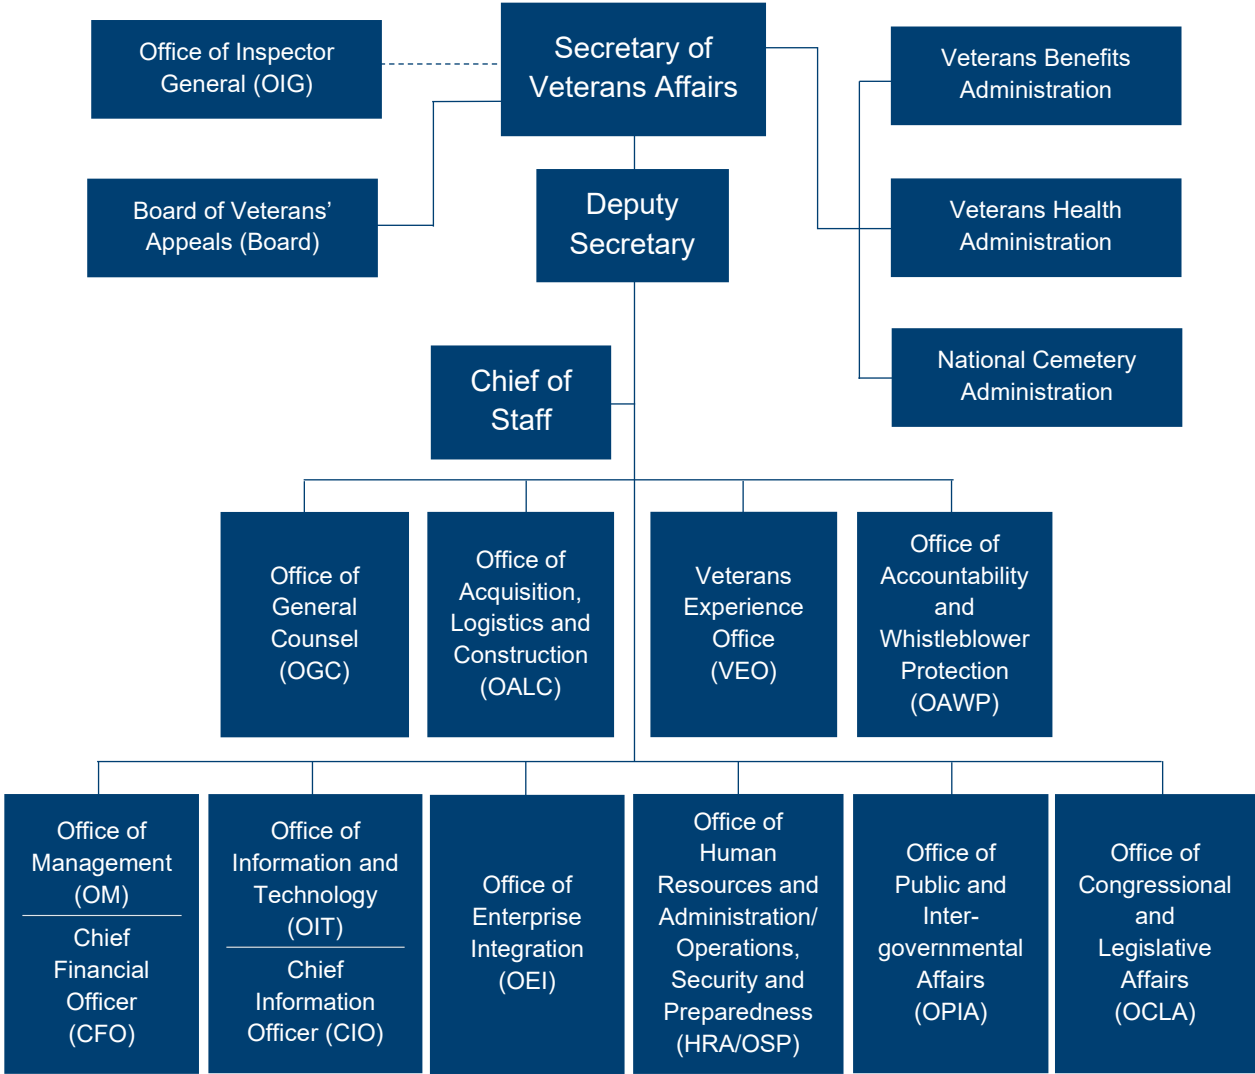 Office of Inspector
General (OIG)
Secretary of
Veterans Affairs
Veterans Benefits
Administration
Board of Veterans’
Appeals (Board)
Deputy
Secretary
Veterans Health
Administration
Chief of
Staff
National Cemetery
Administration
Office of
General
Counsel
(OGC)
Office of
Acquisition,
Logistics and
Construction
(OALC)
Veterans
Experience
Office
(VEO)
Office of
Accountability
and
Whistleblower
Protection
(OAWP)
Office of
Management
(OM)
Chief
Financial
Officer
(CFO)
Office of
Information and
Technology
(OIT)
Chief
Information
Officer (CIO)
Office of
Enterprise
Integration
(OEI)
Office of
Human
Resources and
Administration/
Operations,
Security and
Preparedness
(HRA/OSP)
Office of
Public and
Inter-
governmental
Affairs
(OPIA)
Office of
Congressional
and
Legislative
Affairs
(OCLA)